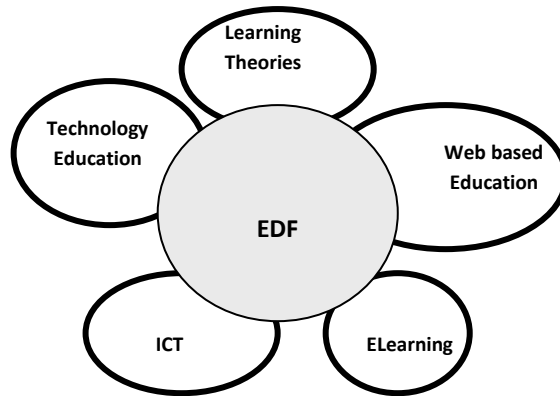 Learning
Theories
Technology
Education
Web based
Education
EDF
ICT
ELearning